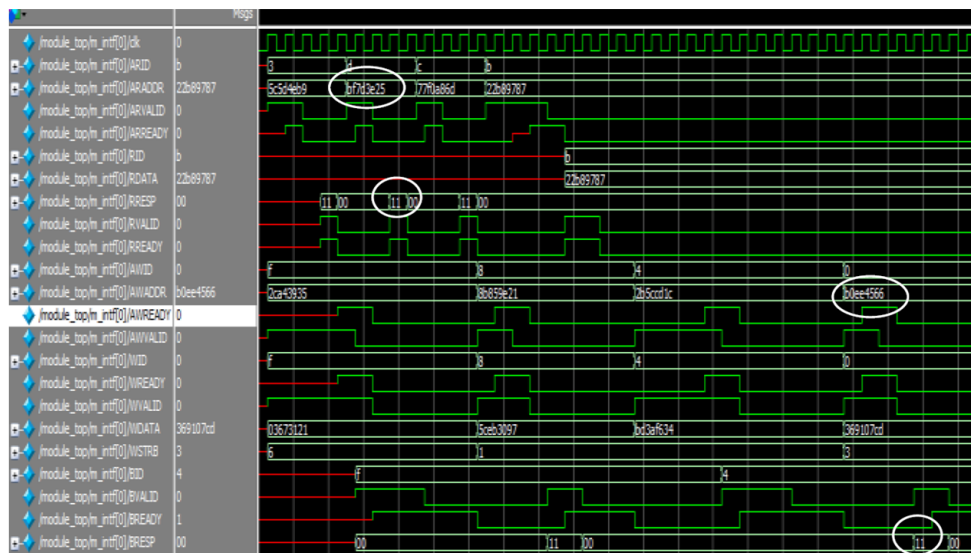 Msgs
/module_top/m_intf[0]/clk 0
/module_top/m_intf[0]/ARID b 3 d c b
/module_top/m_intf[0]/ARADDR 22b89787 5c5d4eb9 bf7d3e25 77f0a86d 22b89787
/module_top/m_intf[0]/ARVALID 0
/module_top/m_intf[0]/ARREADY 0
/module_top/m_intf[0]/RID b b
/module_top/m_intf[0]/RDATA 22b89787 22b89787
/module_top/m_intf[0]/RRESP 00 11 00 11 00 11 00
/module_top/m_intf[0]/RVALID 0
/module_top/m_intf[0]/RREADY 0
/module_top/m_intf[0]/AWID 0 f 8 4 0
/module_top/m_intf[0]/AWADDR b0ee4566 2ca43935 8b859e21 2b5ccd1c b0ee4566
/module_top/m_intf[0]/AWREADY 0
/module_top/m_intf[0]/AWVALID 0
/module_top/m_intf[0]/WID 0 f 8 4 0
/module_top/m_intf[0]/WREADY 0
/module_top/m_intf[0]/WVALID 0
/module_top/m_intf[0]/WDATA 369107cd 03673121 5ceb3097 bd3af634 369107cd
/module_top/m_intf[0]/WSTRB 3 6 1 3
/module_top/m_intf[0]/BID 4 f 4
/module_top/m_intf[0]/BVALID 0
/module_top/m_intf[0]/BREADY 1
/module_top/m_intf[0]/BRESP 00 00 11 00 11 00